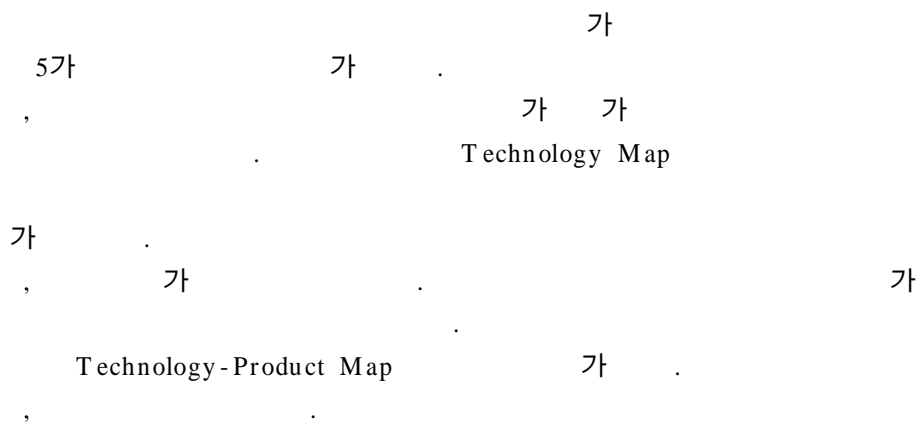 가
5가 가 .
, 가 가
. Technology Map
가 .
, 가 . 가
.
Technology-Product Map 가 .
, .